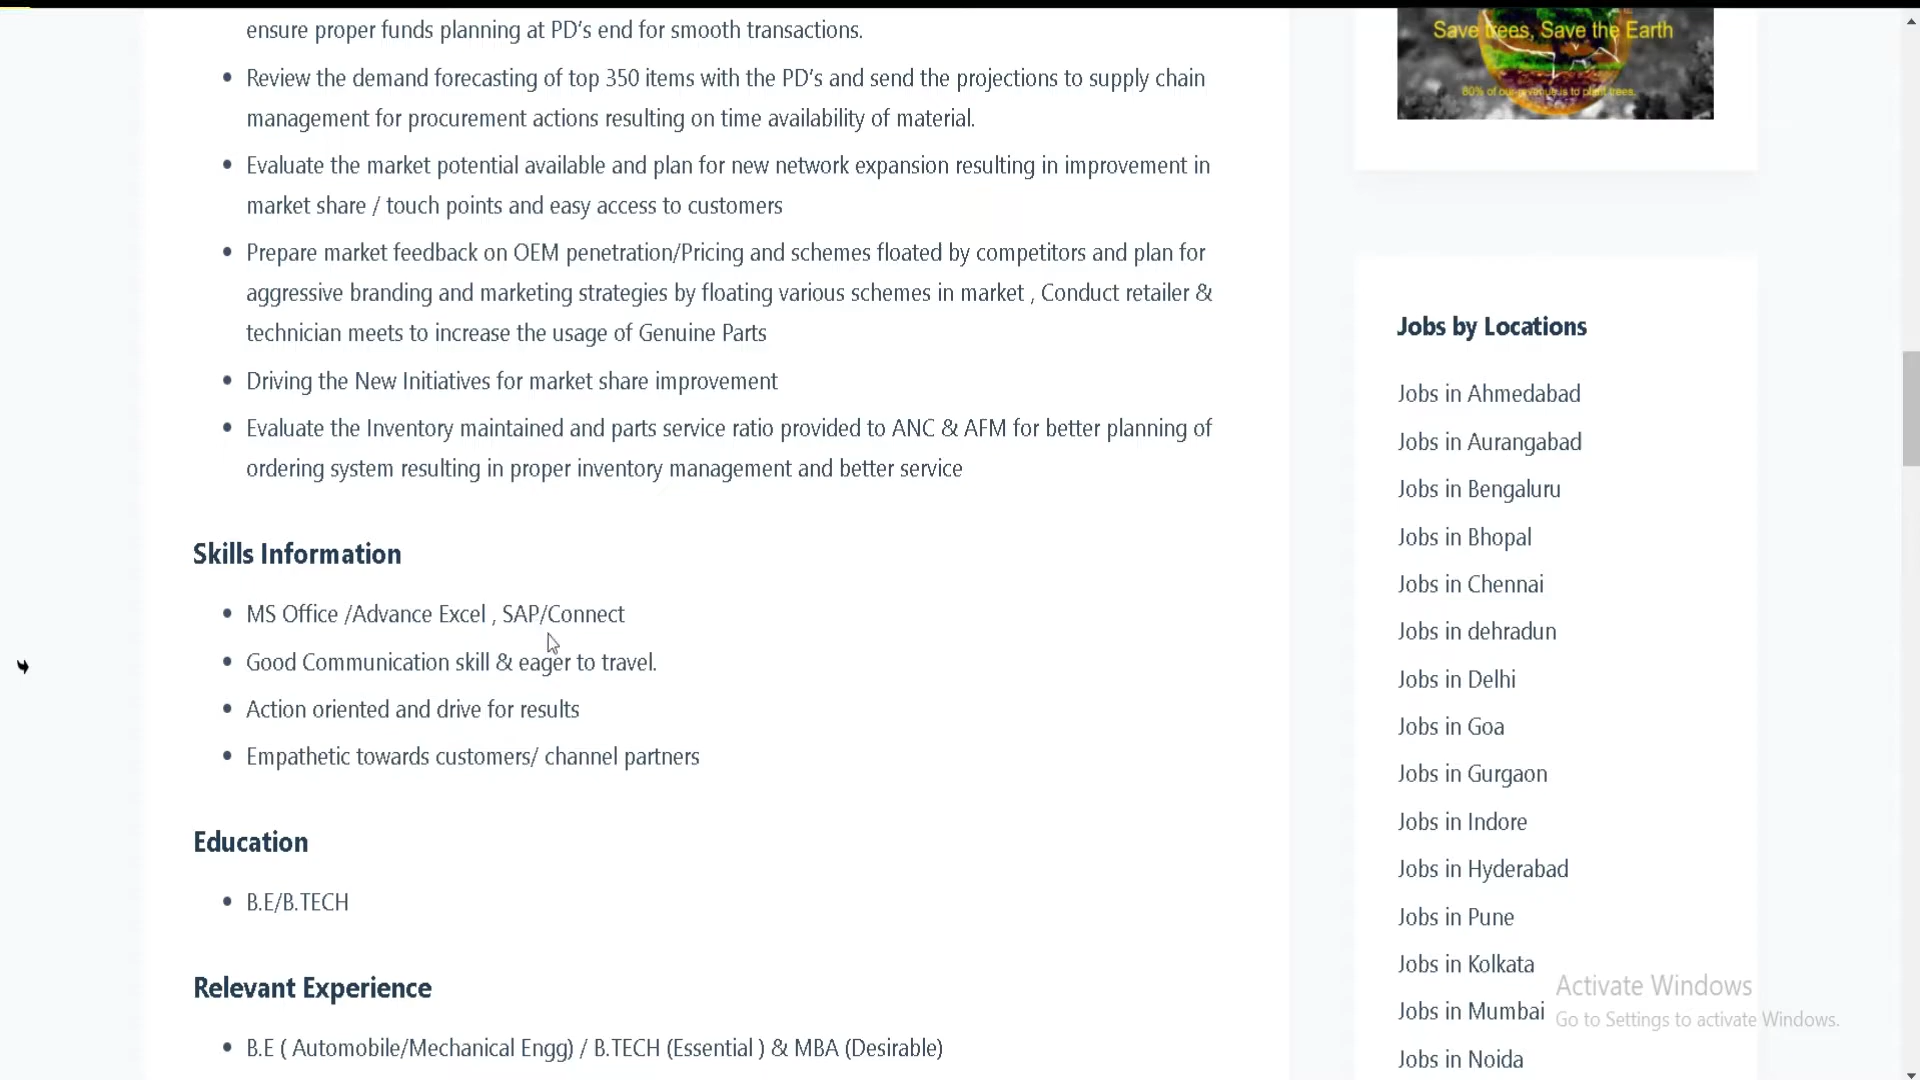 ensure proper funds planning at PD’s end for smooth transactions.
Review the demand forecasting of top 350 items with the PD’s and send the projections to supply chain
management for procurement actions resulting on time availability of material.
Evaluate the market potential available and plan for new network expansion resulting in improvement in
market share / touch points and easy access to customers
Prepare market feedback on OEM penetration/Pricing and schemes floated by competitors and plan for
aggressive branding and marketing strategies by floating various schemes in market , Conduct retailer &
technician meets to increase the usage of Genuine Parts
Driving the New Initiatives for market share improvement
Evaluate the Inventory maintained and parts service ratio provided to ANC & AFM for better planning of
ordering system resulting in proper inventory management and better service
Skills Information
MS Office /Advance Excel , SAP/Connect
Good Communication skill & eager to travel.
Action oriented and drive for results
Empathetic towards customers/ channel partners
Education
B.E/B.TECH
Relevant Experience
B.E ( Automobile/Mechanical Engg) / B.TECH (Essential ) & MBA (Desirable)
Save trees, Save the Earth
80% of our revenue is to plant trees.
Jobs by Locations
Jobs in Ahmedabad
Jobs in Aurangabad
Jobs in Bengaluru
Jobs in Bhopal
Jobs in Chennai
Jobs in dehradun
Jobs in Delhi
Jobs in Goa
Jobs in Gurgaon
Jobs in Indore
Jobs in Hyderabad
Jobs in Pune
Jobs in Kolkata
Jobs in Mumbai
Jobs in Noida
Activate Windows
Go to Settings to activate Windows.